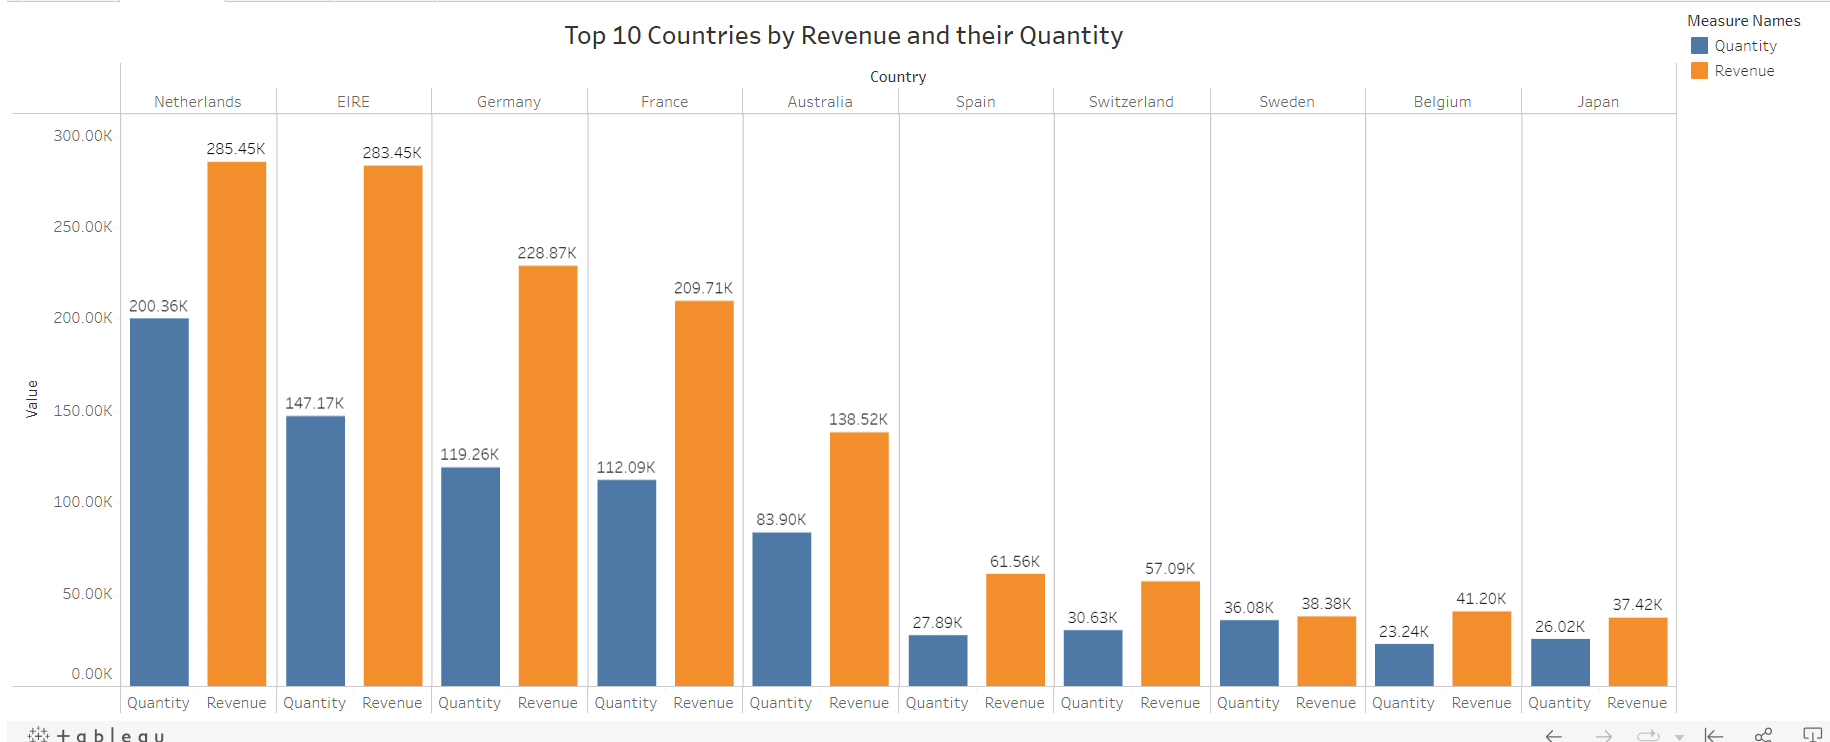 Top 10 Countries by Revenue and their Quantity
Measure Names
Quantity
Revenue
Country
Netherlands EIRE Germany France Australia Spain Switzerland Sweden Belgium Japan
Value
300.00K
250.00K
200.00K
150.00K
100.00K
50.00K
0.00K
200.36K 285.45K 147.17K 283.45K 119.26K 228.87K 112.09K 209.71K 83.90K 138.52K 27.89K 61.56K 30.63K 57.09K 36.08K 38.38K 23.24K 41.20K 26.02K 37.42K
Quantity Revenue Quantity Revenue Quantity Revenue Quantity Revenue Quantity Revenue Quantity Revenue Quantity Revenue Quantity Revenue Quantity Revenue Quantity Revenue
+ableau